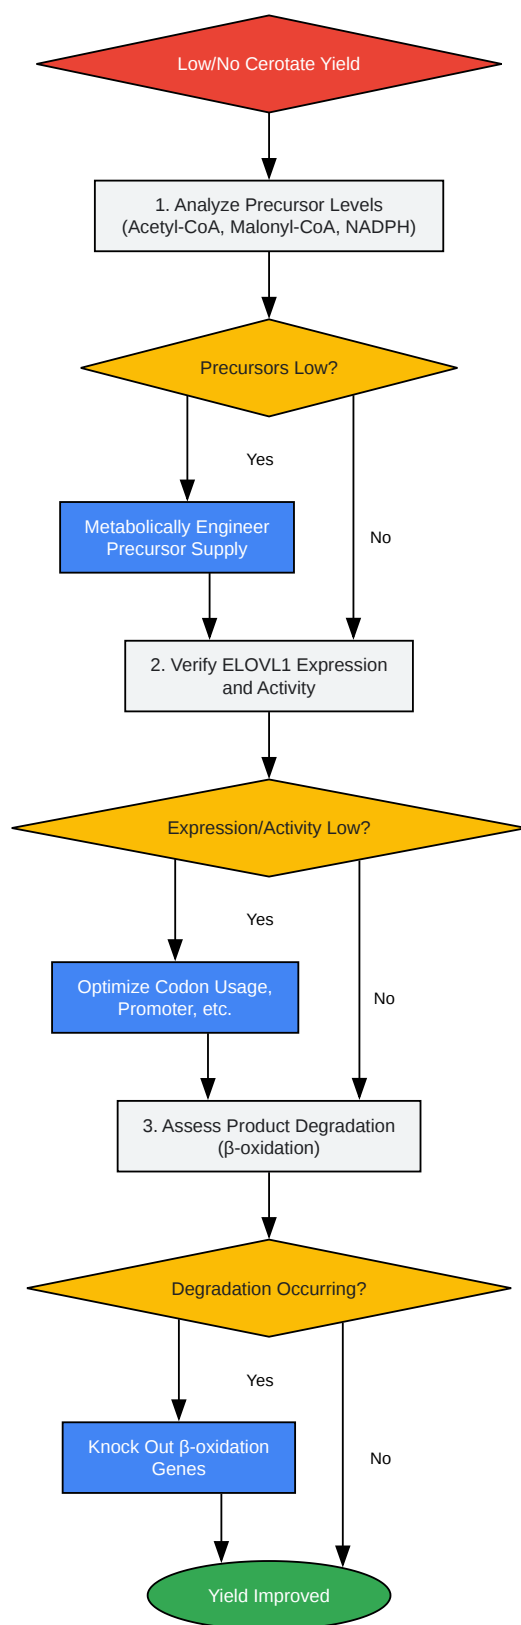 Low/No Cerotate Yield
1. Analyze Precursor Levels
(Acetyl-CoA, Malonyl-CoA, NADPH)
Precursors Low?
Yes
Metabolically Engineer
Precursor Supply
No
2. Verify ELOVL1 Expression
and Activity
Expression/Activity Low?
Yes
Optimize Codon Usage,
Promoter, etc.
No
3. Assess Product Degradation
(β-oxidation)
Degradation Occurring?
Yes
Knock Out β-oxidation
Genes
No
Yield Improved